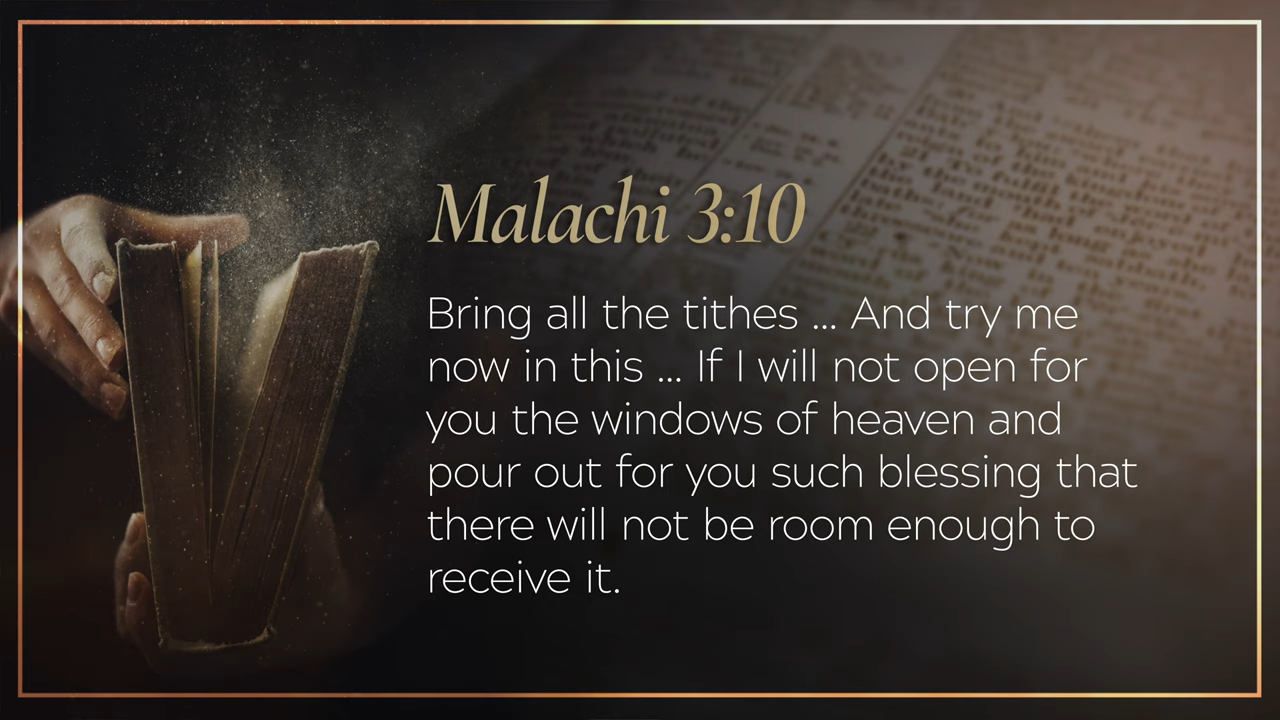 Malachi 3:10
Bring all the tithes ... And try me
now in this ... If I will not open for
you the windows of heaven and
pour out for you such blessing that
there will not be room enough to
receive it.